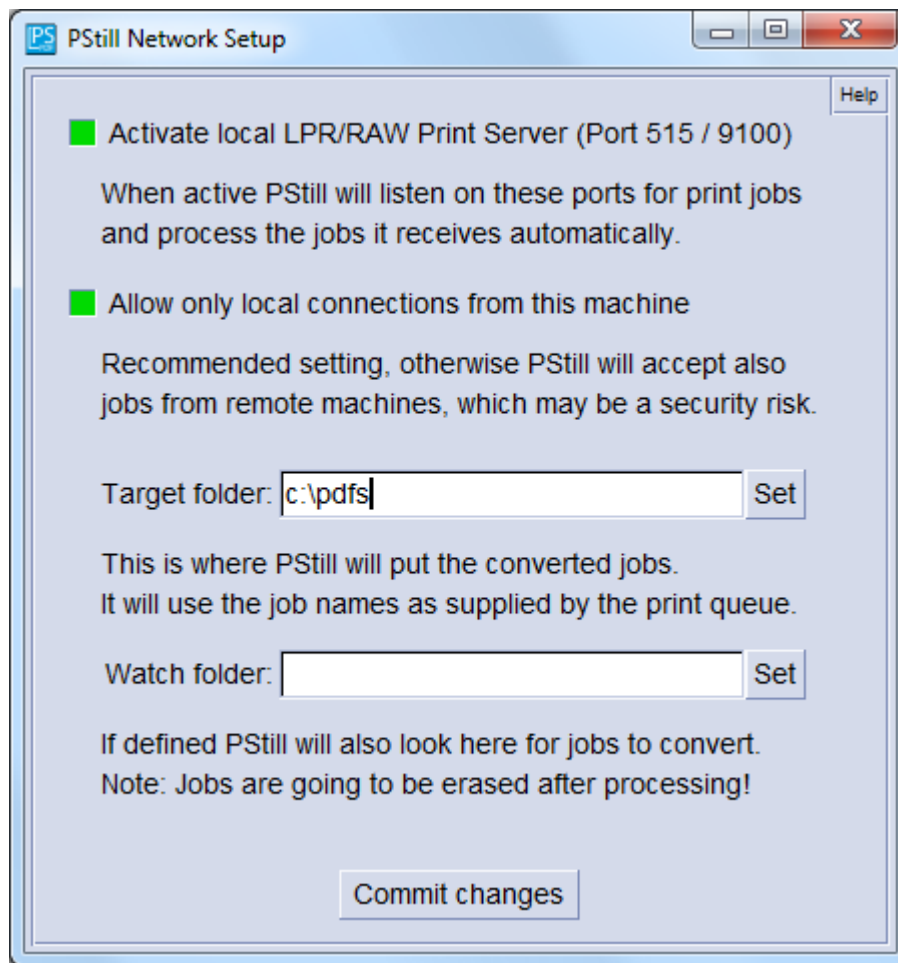 PS PStill Network Setup
Help
Activate local LPR/RAW Print Server (Port 515 / 9100)
When active PStill will listen on these ports for print jobs
and process the jobs it receives automatically.
Allow only local connections from this machine
Recommended setting, otherwise PStill will accept also
jobs from remote machines, which may be a security risk.
Target folder: c:\pdfs Set
This is where PStill will put the converted jobs.
It will use the job names as supplied by the print queue.
Watch folder: Set
If defined PStill will also look here for jobs to convert.
Note: Jobs are going to be erased after processing!
Commit changes